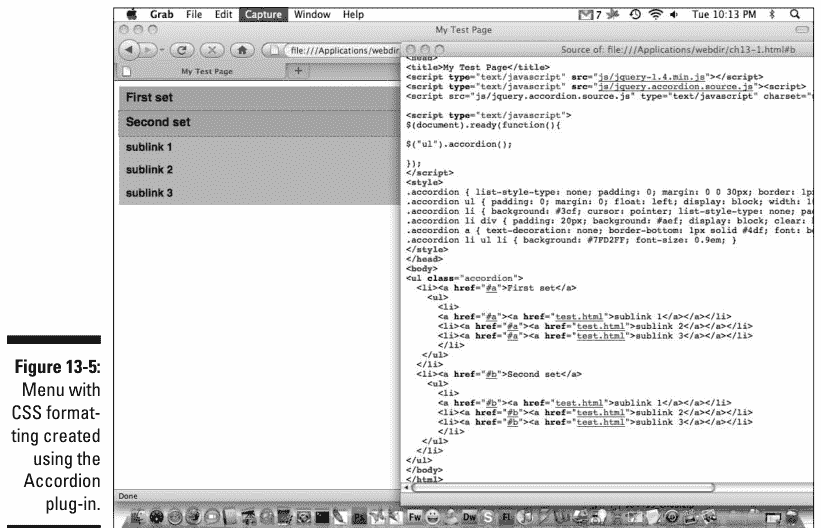 Grab File Edit Capture Window Help
7 Tue 10:13 PM
My Test Page
file:///Applications/webdir
Source of: file:///Applications/webdir/ch13-1.html#b
My Test Page
First set
Second set
sublink 1
sublink 2
sublink 3
Done
<head>
<title>My Test Page</title>
<script type="text/javascript" src="js/jquery-1.4.min.js"></script>
<script type="text/javascript" src="js/jquery.accordion.source.js"><script>
<script src="js/jquery.accordion.source.js" type="text/javascript" charset="
<script type="text/javascript">
$(document).ready(function(){
$("ul").accordion();
});
</script>
<style>
.accordion { list-style-type: none; padding: 0; margin: 0 0 30px; border: 1p
.accordion ul { padding: 0; margin: 0; float: left; display: block; width:
.accordion li { background: #3cf; cursor: pointer; list-style-type: none; pa
.accordion li div { padding: 20px; background: #aef; display: block; clear:
.accordion a { text-decoration: none; border-bottom: 1px solid #4df; font: b
.accordion li ul li { background: #7FD2FF; font-size: 0.9em; }
</style>
</head>
<body>
<ul class="accordion">
<li><a href="#a">First set</a>
<ul>
<li>
<a href="#a"><a href="test.html">sublink 1</a></a></li>
<li><a href="#a"><a href="test.html">sublink 2</a></a></li>
<li><a href="#a"><a href="test.html">sublink 3</a></a></li>
</li>
</ul>
</li>
<li><a href="#b">Second set</a>
<ul>
<li>
<a href="#b"><a href="test.html">sublink 1</a></a></li>
<li><a href="#b"><a href="test.html">sublink 2</a></a></li>
<li><a href="#b"><a href="test.html">sublink 3</a></a></li>
</li>
</ul>
</li>
</ul>
</body>
</html>
Fw Dw S Fl
Figure 13-5:
Menu with
CSS format-
ting created
using the
Accordion
plug-in.